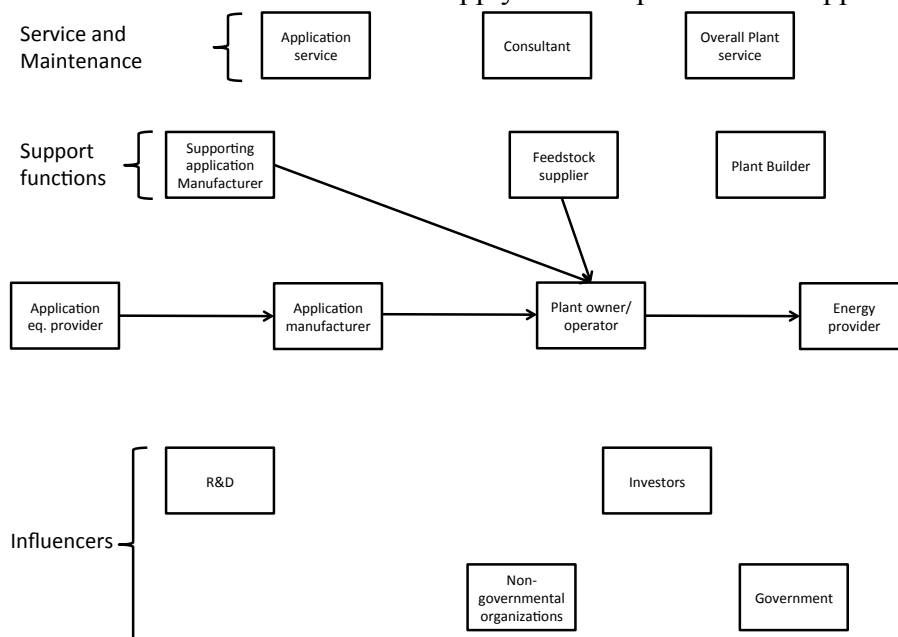 upply
Service and
Maintenance
Application
service
Consultant
Overall Plant
service
Support
functions
Supporting
application
Manufacturer
Feedstock
supplier
Plant Builder
Application
eq. provider
Application
manufacturer
Plant owner/
operator
Energy
provider
R&D
Investors
Influencers
Non-
governmental
organizations
Government